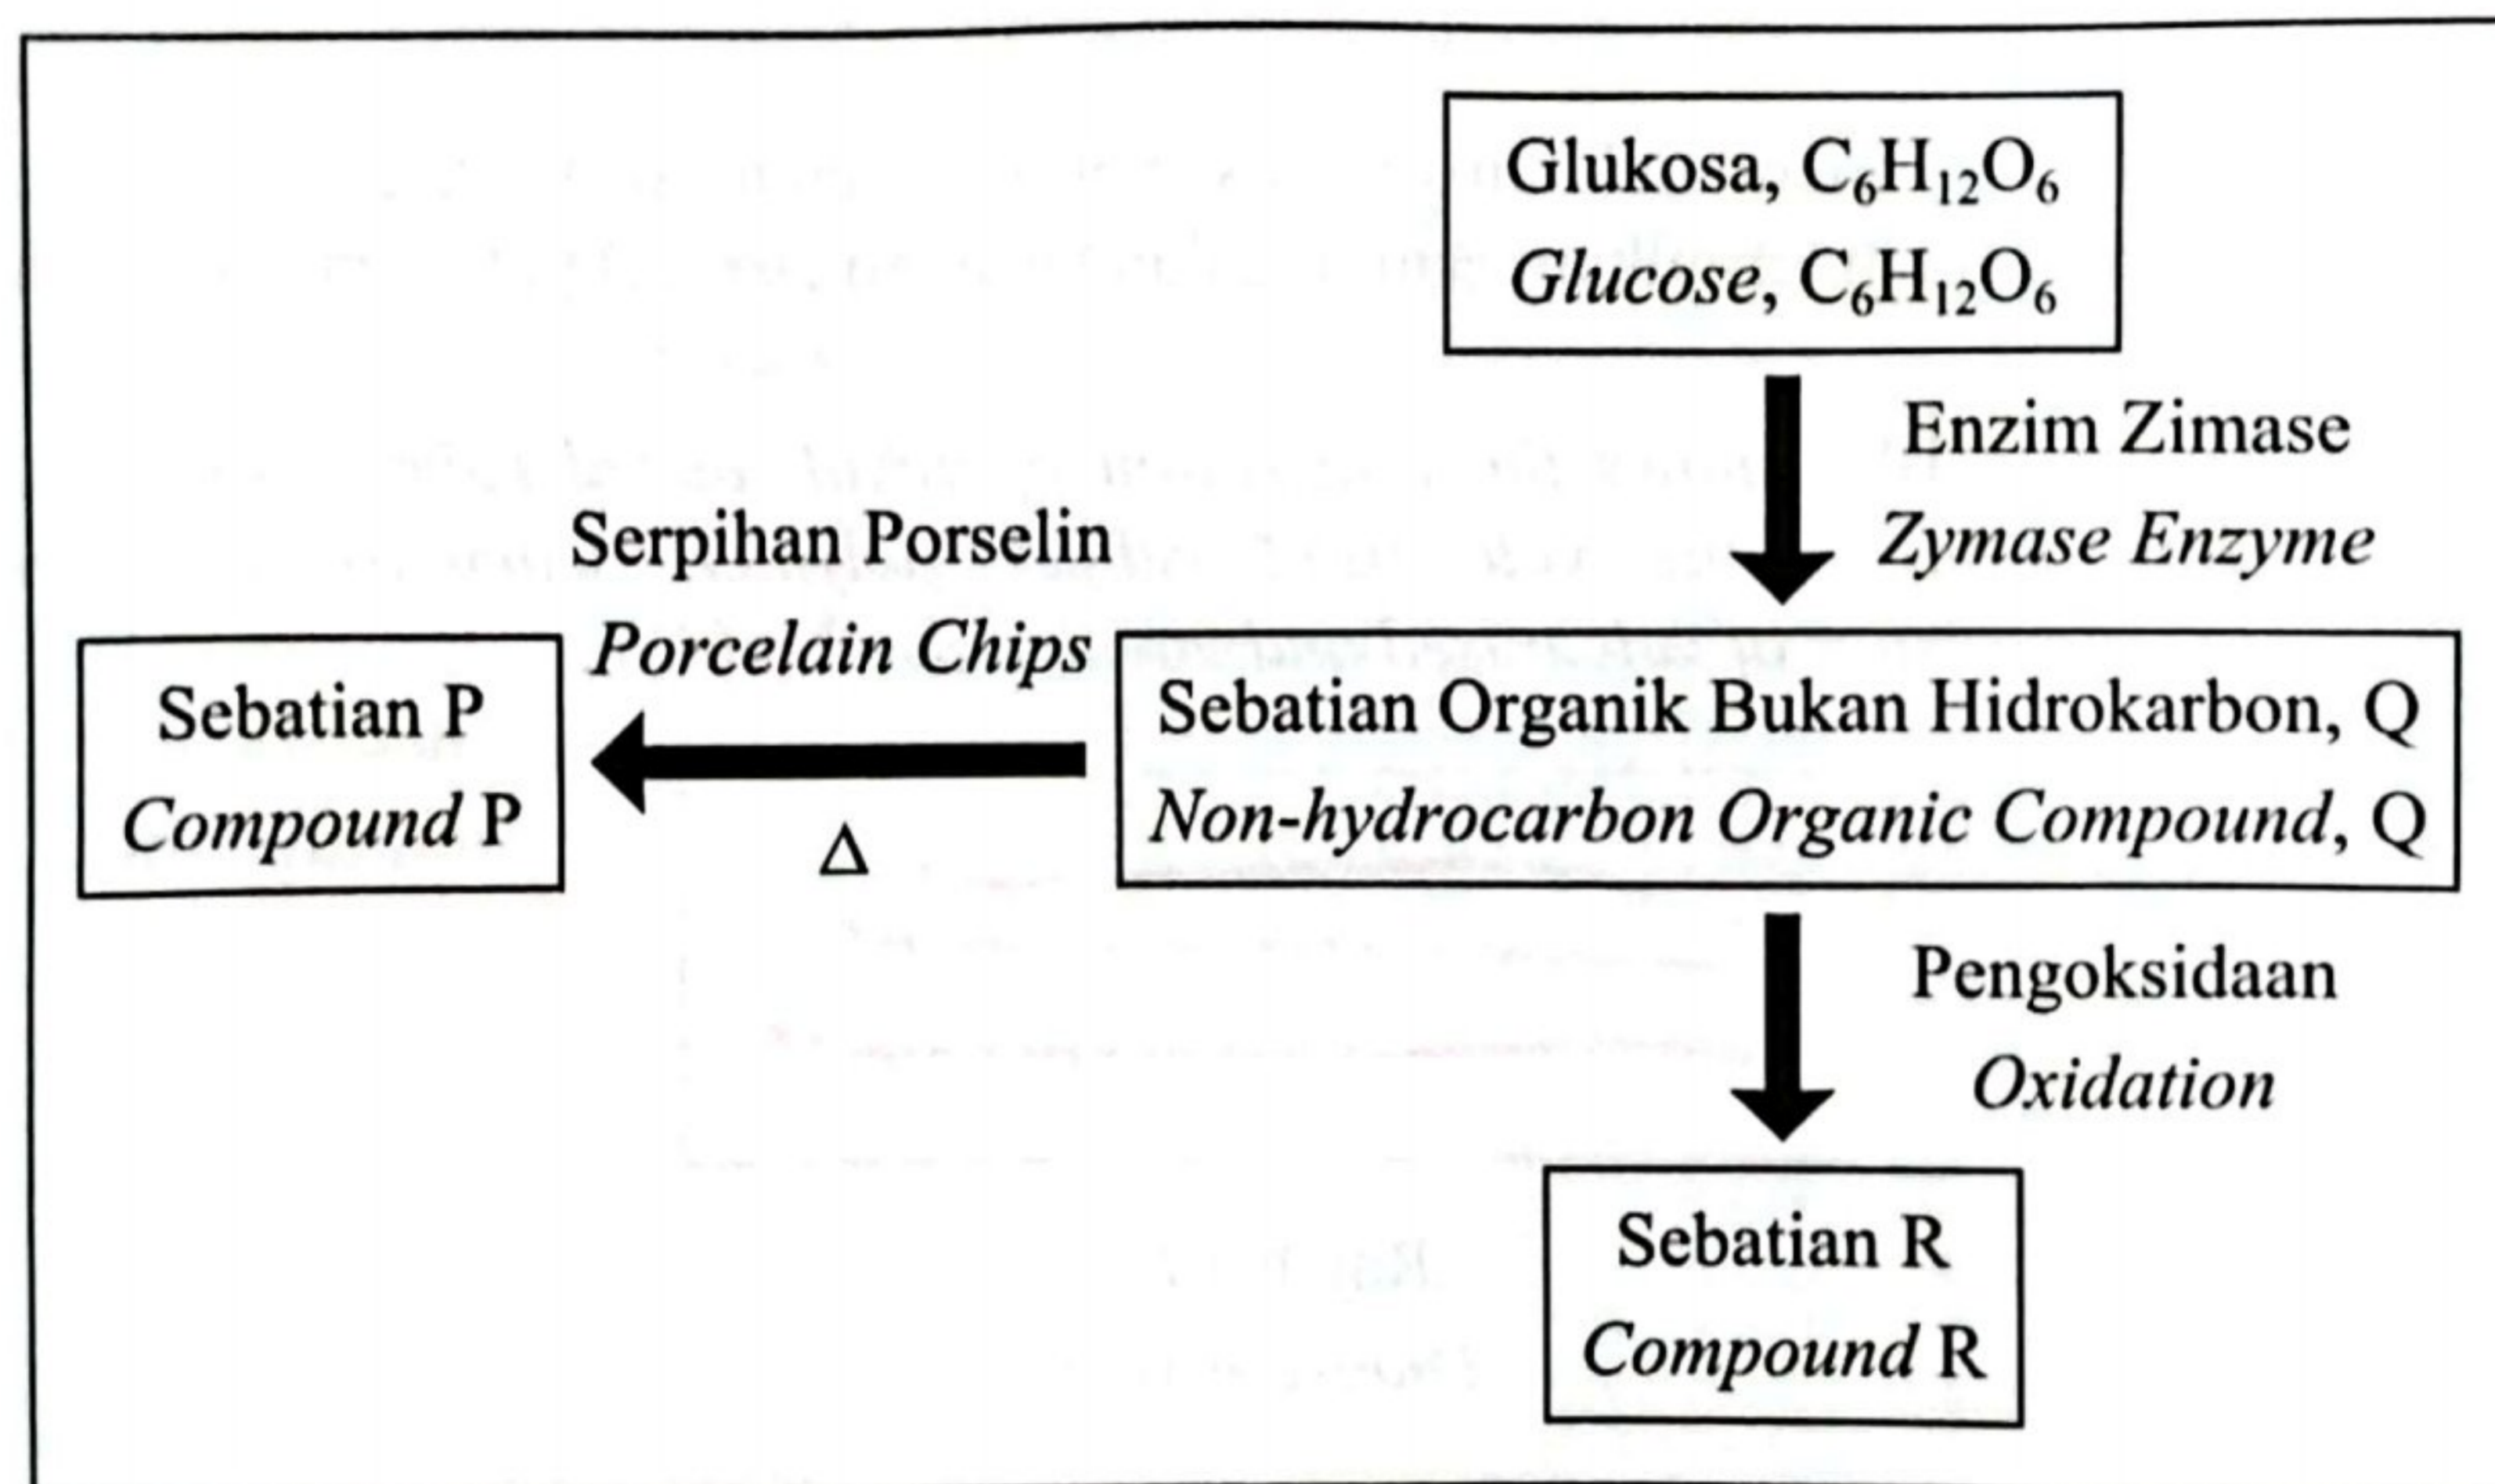 Glukosa, C₆H₁₂O₆
Glucose, C₆H₁₂O₆
Enzim Zimase
Zymase Enzyme
Serpihan Porselin
Porcelain Chips
Δ
Sebatian P
Compound P
Sebatian Organik Bukan Hidrokarbon, Q
Non-hydrocarbon Organic Compound, Q
Pengoksidaan
Oxidation
Sebatian R
Compound R